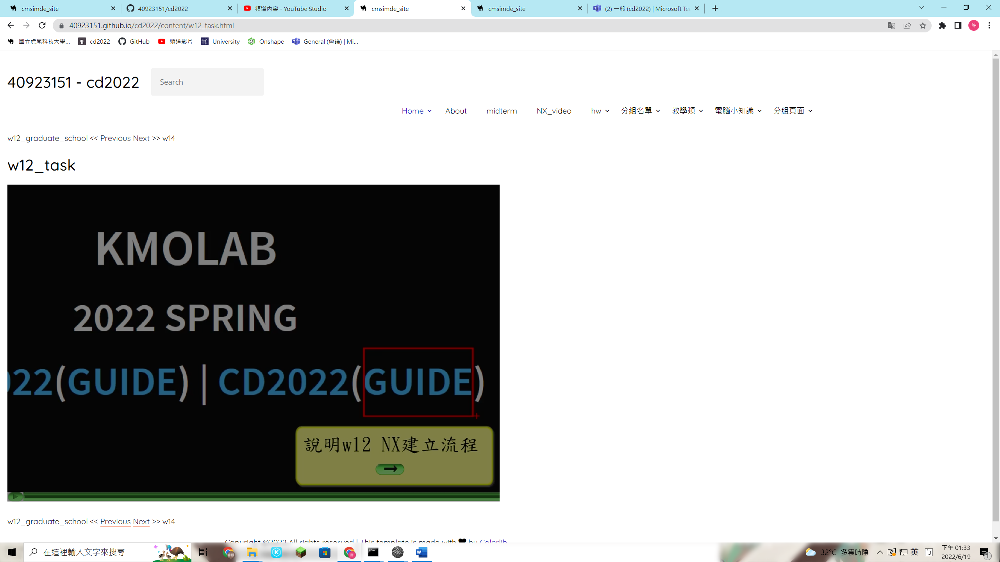 cmsimde_site
40923151/cd2022
頻道內容 - YouTube Studio
cmsimde_site
cmsimde_site
(2) 一般 (cd2022) | Microsoft Te
40923151.github.io/cd2022/content/w12_task.html
許
國立虎尾科技大學...
cd2022
GitHub
頻道影片
University
Onshape
General (會議) | Mi...
40923151 - cd2022
Search
Home
About
midterm
NX_video
hw
分組名單
教學類
電腦小知識
分組頁面
w12_graduate_school << Previous Next >> w14
w12_task
KMOLAB
2022 SPRING
022(GUIDE) | CD2022(GUIDE)
說明w12 NX建立流程
w12_graduate_school << Previous Next >> w14
Copyright ©2022 All rights reserved | This template is made with ♥ by Colorlib
在這裡輸入文字來搜尋
32°C 多雲時陰
英
ㄅ
下午 01:33
2022/6/19
1